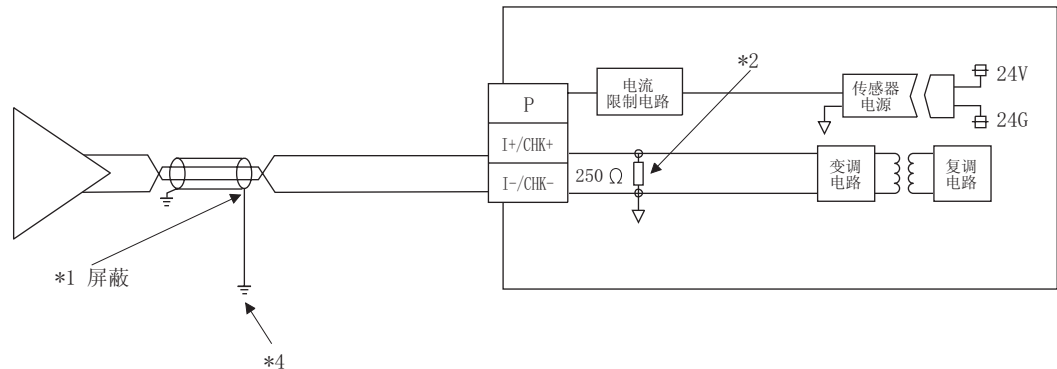 *2
电流
限制电路
传感器
电源
24V
24G
P
I+/CHK+
I-/CHK-
250 Ω
变调
电路
复调
电路
*1 屏蔽
*4